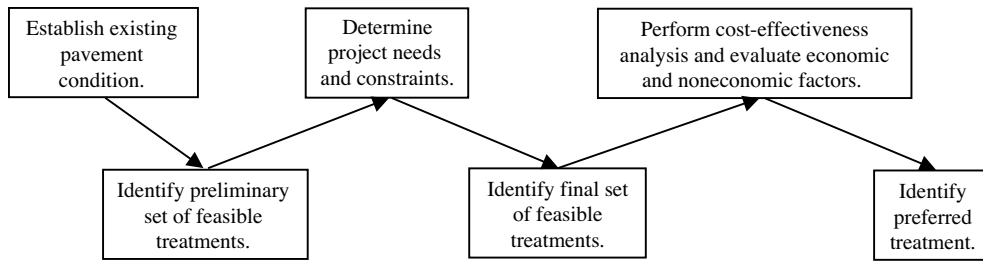 Establish existing
pavement
condition.
Identify preliminary
set of feasible
treatments.
Determine
project needs
and constraints.
Identify final set
of feasible
treatments.
Perform cost-effectiveness
analysis and evaluate economic
and noneconomic factors.
Identify
preferred
treatment.